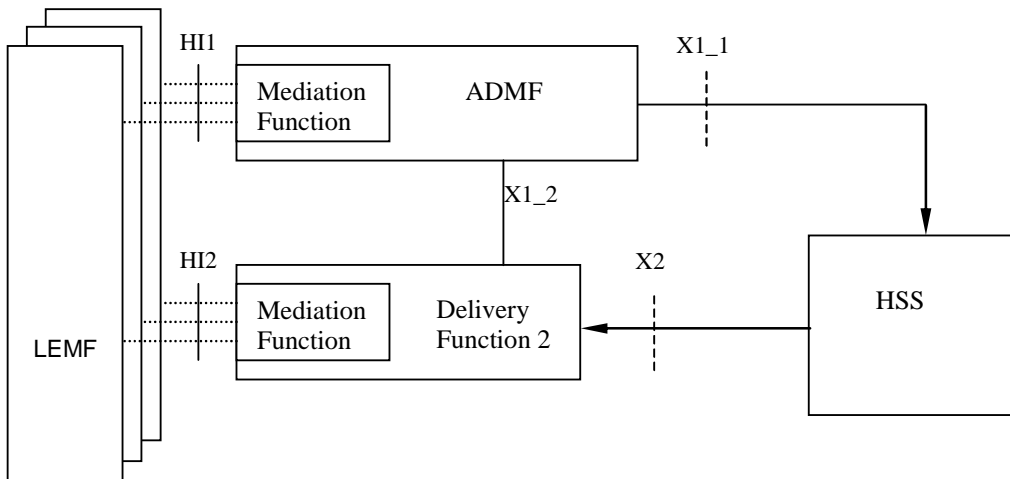 HI1
X1_1
Mediation
Function
ADMF
X1_2
HI2
X2
Mediation
Function
Delivery
Function 2
HSS
LEMF